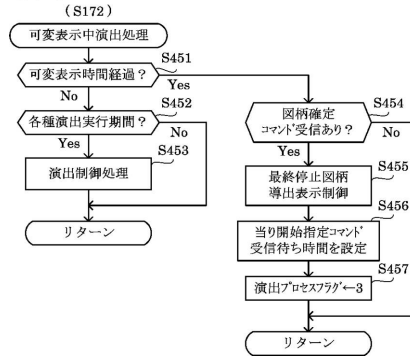 (S172)
可変表示中演出処理
S451
可変表示時間経過?
Yes
No
S452
各種演出実行期間?
No
Yes
S453
演出制御処理
リターン
S454
図柄確定
コマンド受信あり?
No
Yes
S455
最終停止図柄
導出表示制御
S456
当り開始指定コマンド
受信待ち時間を設定
S457
演出プロセスフラグ←3
リターン